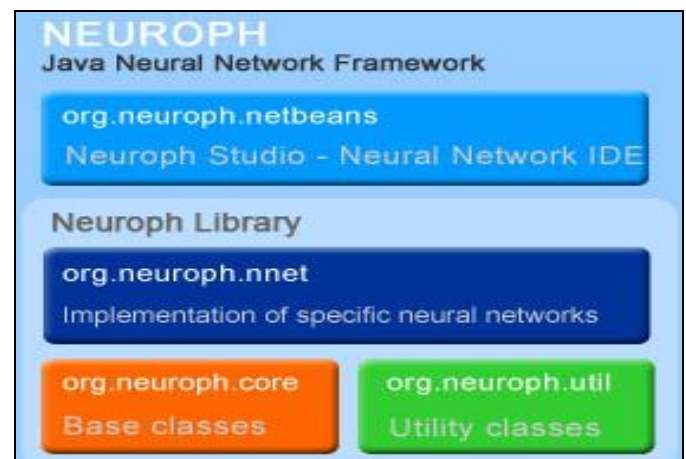 NEUROPH
Java Neural Network Framework
org.neuroph.netbeans
Neuroph Studio - Neural Network IDE
Neuroph Library
org.neuroph.nnet
Implementation of specific neural networks
org.neuroph.core
Base classes
org.neuroph.util
Utility classes